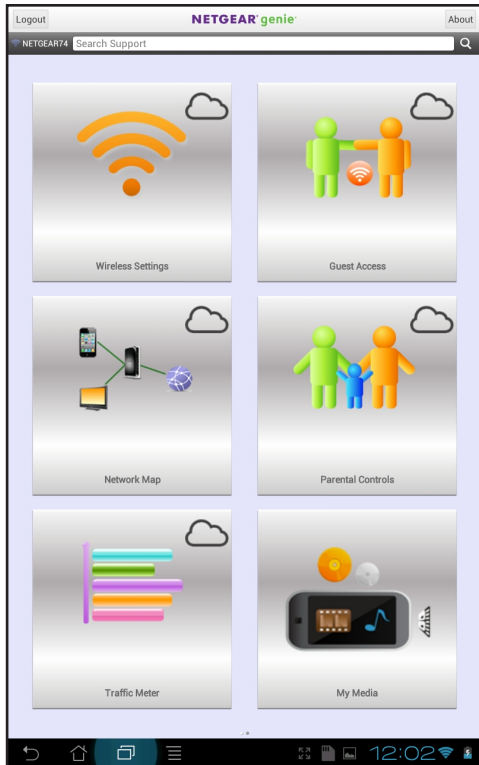 Logout
NETGEAR® genie®
About
NETGEAR74
Search Support
Wireless Settings
Guest Access
Network Map
Parental Controls
Traffic Meter
My Media
12:02